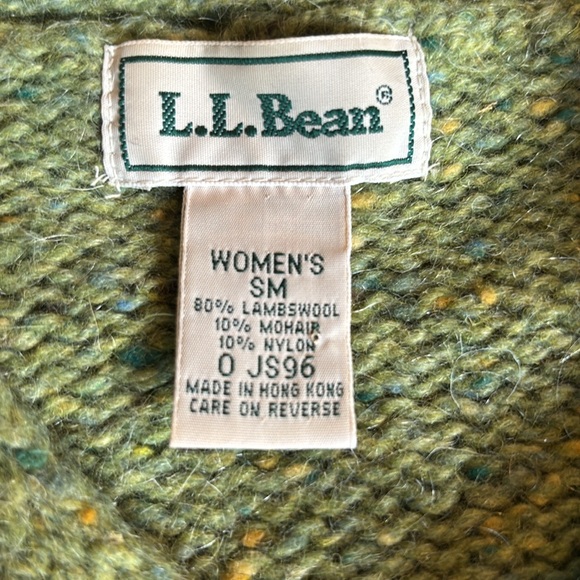 L.L.Bean®
WOMEN'S
SM
80% LAMBSWOOL
10% MOHAIR
10% NYLON
0 JS96
MADE IN HONG KONG
CARE ON REVERSE